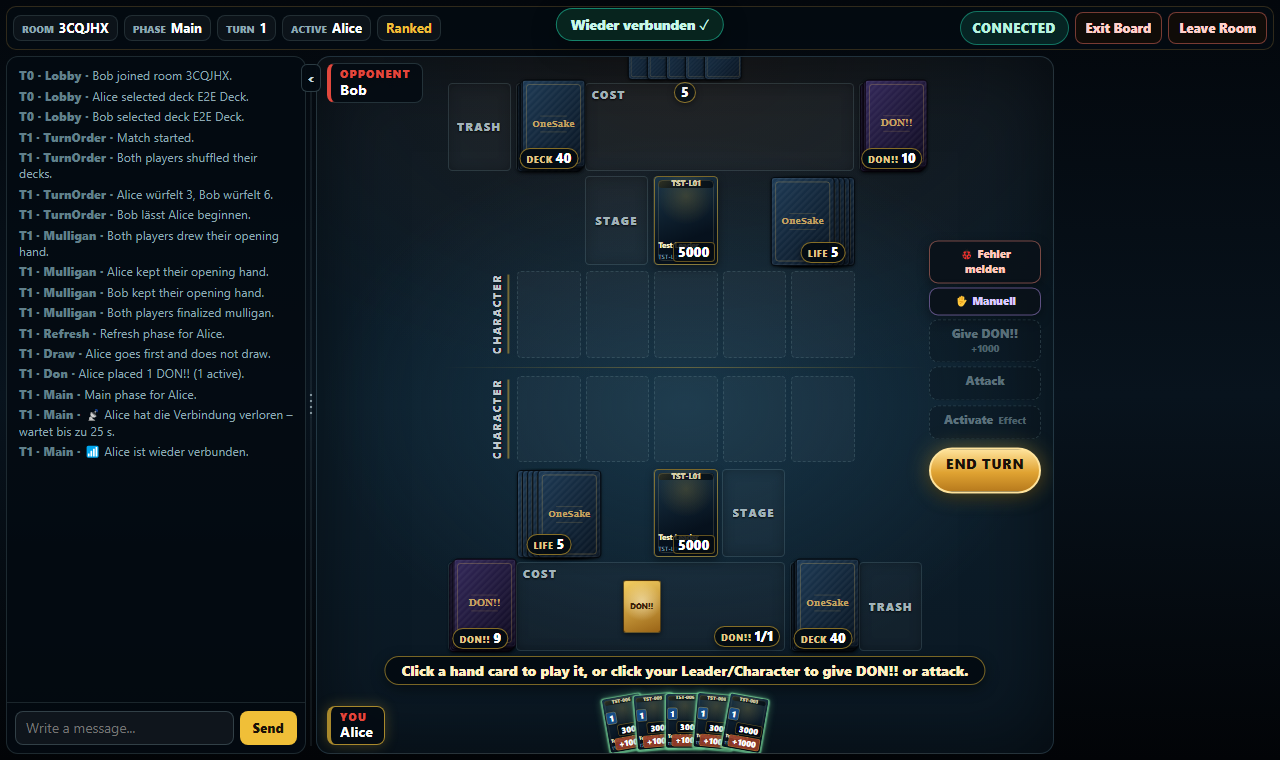 ROOM 3CQJHX
PHASE Main
TURN 1
ACTIVE Alice
Ranked
Wieder verbunden ✓
CONNECTED
Exit Board
Leave Room
T0 · Lobby · Bob joined room 3CQJHX.
T0 · Lobby · Alice selected deck E2E Deck.
T0 · Lobby · Bob selected deck E2E Deck.
T1 · TurnOrder · Match started.
T1 · TurnOrder · Both players shuffled their
decks.
T1 · TurnOrder · Alice würfelt 3, Bob würfelt 6.
T1 · TurnOrder · Bob lässt Alice beginnen.
T1 · Mulligan · Both players drew their opening
hand.
T1 · Mulligan · Alice kept their opening hand.
T1 · Mulligan · Bob kept their opening hand.
T1 · Mulligan · Both players finalized mulligan.
T1 · Refresh · Refresh phase for Alice.
T1 · Draw · Alice goes first and does not draw.
T1 · Don · Alice placed 1 DON!! (1 active).
T1 · Main · Main phase for Alice.
T1 · Main · 📡 Alice hat die Verbindung verloren –
wartet bis zu 25 s.
T1 · Main · 📶 Alice ist wieder verbunden.
Write a message...
Send
<
OPPONENT
Bob
5
TRASH
OneSake
DECK 40
COST
DON!!
DON!! 10
STAGE
TST-L01
Test
5000
OneSake
LIFE 5
CHARACTER
CHARACTER
Fehler
melden
Manuell
Give DON!!
+1000
Attack
Activate Effect
END TURN
OneSake
LIFE 5
TST-L01
Test
5000
STAGE
DON!!
DON!! 9
COST
DON!!
DON!! 1/1
OneSake
DECK 40
TRASH
Click a hand card to play it, or click your Leader/Character to give DON!! or attack.
YOU
Alice
1
1
1
1
1
3000
+1000